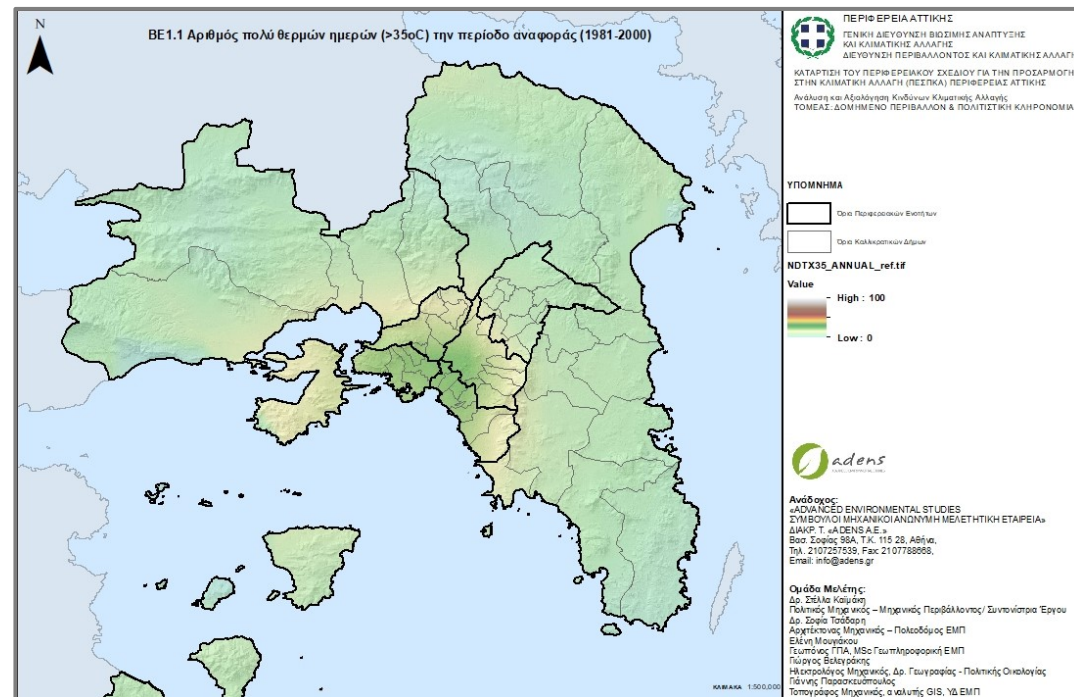 N
BE1.1 Αριθμός πολύ θερμών ημερών (>35oC) την περίοδο αναφοράς (1981-2000)
ΠΕΡΙΦΕΡΕΙΑ ΑΤΤΙΚΗΣ
ΓΕΝΙΚΗ ΔΙΕΥΘΥΝΣΗ ΒΙΩΣΙΜΗΣ ΑΝΑΠΤΥΞΗΣ
ΚΑΙ ΚΛΙΜΑΤΙΚΗΣ ΑΛΛΑΓΗΣ
ΔΙΕΥΘΥΝΣΗ ΠΕΡΙΒΑΛΛΟΝΤΟΣ ΚΑΙ ΚΛΙΜΑΤΙΚΗΣ ΑΛΛΑΓΗ
ΚΑΤΑΡΤΙΣΗ ΤΟΥ ΠΕΡΙΦΕΡΕΙΑΚΟΥ ΣΧΕΔΙΟΥ ΓΙΑ ΤΗΝ ΠΡΟΣΑΡΜΟΓΗ
ΣΤΗΝ ΚΛΙΜΑΤΙΚΗ ΑΛΛΑΓΗ (ΠΕΣΠΚΑ) ΠΕΡΙΦΕΡΕΙΑΣ ΑΤΤΙΚΗΣ
Ανάλυση και Αξιολόγηση Κινδύνων Κλιματικής Αλλαγής
ΤΟΜΕΑΣ: ΔΟΜΗΜΕΝΟ ΠΕΡΙΒΑΛΛΟΝ & ΠΟΛΙΤΙΣΤΙΚΗ ΚΛΗΡΟΝΟΜΙΑ
ΥΠΟΜΝΗΜΑ
Όρια Περιφερειακών Ενοτήτων
Όρια Καλλικρατικών Δήμων
NDTX35_ANNUAL_ref.tif
Value
High : 100
Low : 0
adens
Ανάδοχος:
«ADVANCED ENVIRONMENTAL STUDIES
ΣΥΜΒΟΥΛΟΙ ΜΗΧΑΝΙΚΟΙ ΑΝΩΝΥΜΗ ΜΕΛΕΤΗΤΙΚΗ ΕΤΑΙΡΕΙΑ»
ΔΙΑΚΡ. Τ. «ADENS A.E.»
Βασ. Σοφίας 98Α, Τ.Κ. 115 28, Αθήνα,
Τηλ. 2107257539, Fax: 2107788668,
Email: info@adens.gr
Ομάδα Μελέτης:
Δρ. Στέλλα Καϊμάκη
Πολιτικός Μηχανικός – Μηχανικός Περιβάλλοντος/ Συντονίστρια Έργου
Δρ. Σοφία Τσάδαρη
Αρχιτέκτονας Μηχανικός – Πολεοδόμος ΕΜΠ
Ελένη Μουγιάκου
Γεωπόνος ΓΠΑ, MSc Γεωπληροφορική ΕΜΠ
Γιώργος Βελεγράκης
Ηλεκτρολόγος Μηχανικός, Δρ. Γεωγραφίας - Πολιτικής Οικολογίας
Γιάννης Παρασκευόπουλος
Τοπογράφος Μηχανικός, αναλυτής GIS, ΥΔ ΕΜΠ
ΚΛΙΜΑΚΑ 1:500,000